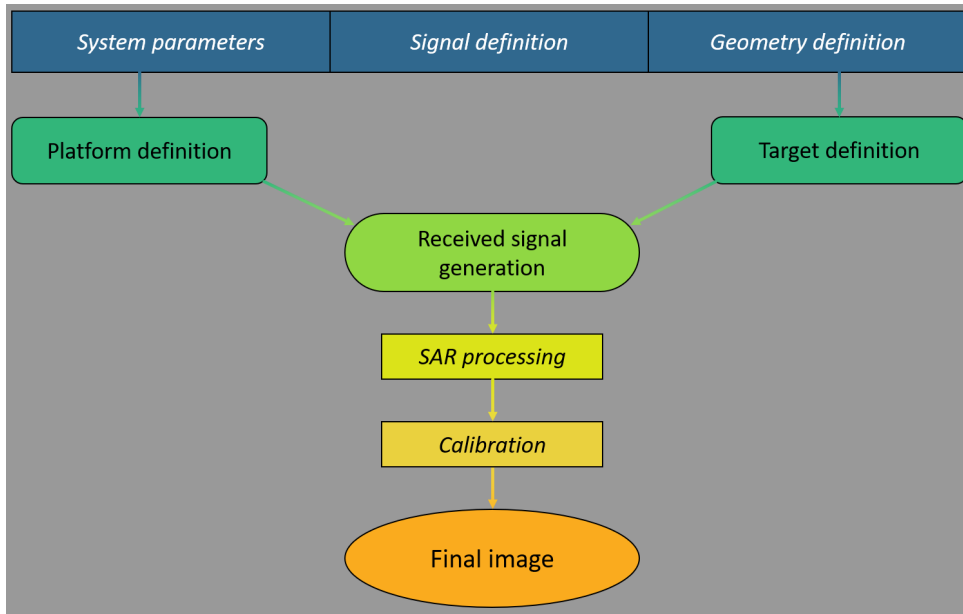 System parameters
Signal definition
Geometry definition
Platform definition
Target definition
Received signal
generation
SAR processing
Calibration
Final image